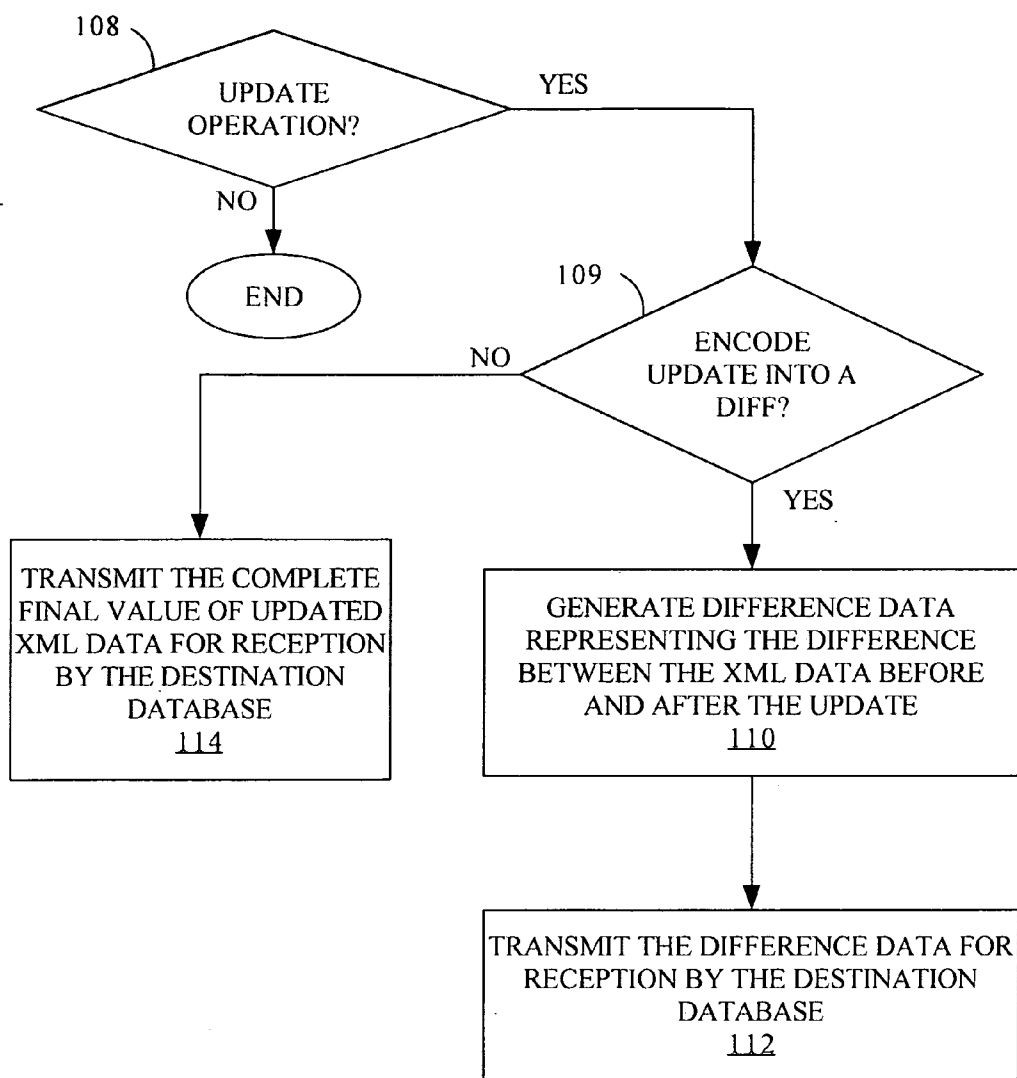 108
UPDATE
OPERATION?
YES
NO
END
109
ENCODE
UPDATE INTO A
DIFF?
NO
YES
TRANSMIT THE COMPLETE
FINAL VALUE OF UPDATED
XML DATA FOR RECEPTION
BY THE DESTINATION
DATABASE
114
GENERATE DIFFERENCE DATA
REPRESENTING THE DIFFERENCE
BETWEEN THE XML DATA BEFORE
AND AFTER THE UPDATE
110
TRANSMIT THE DIFFERENCE DATA FOR
RECEPTION BY THE DESTINATION
DATABASE
112